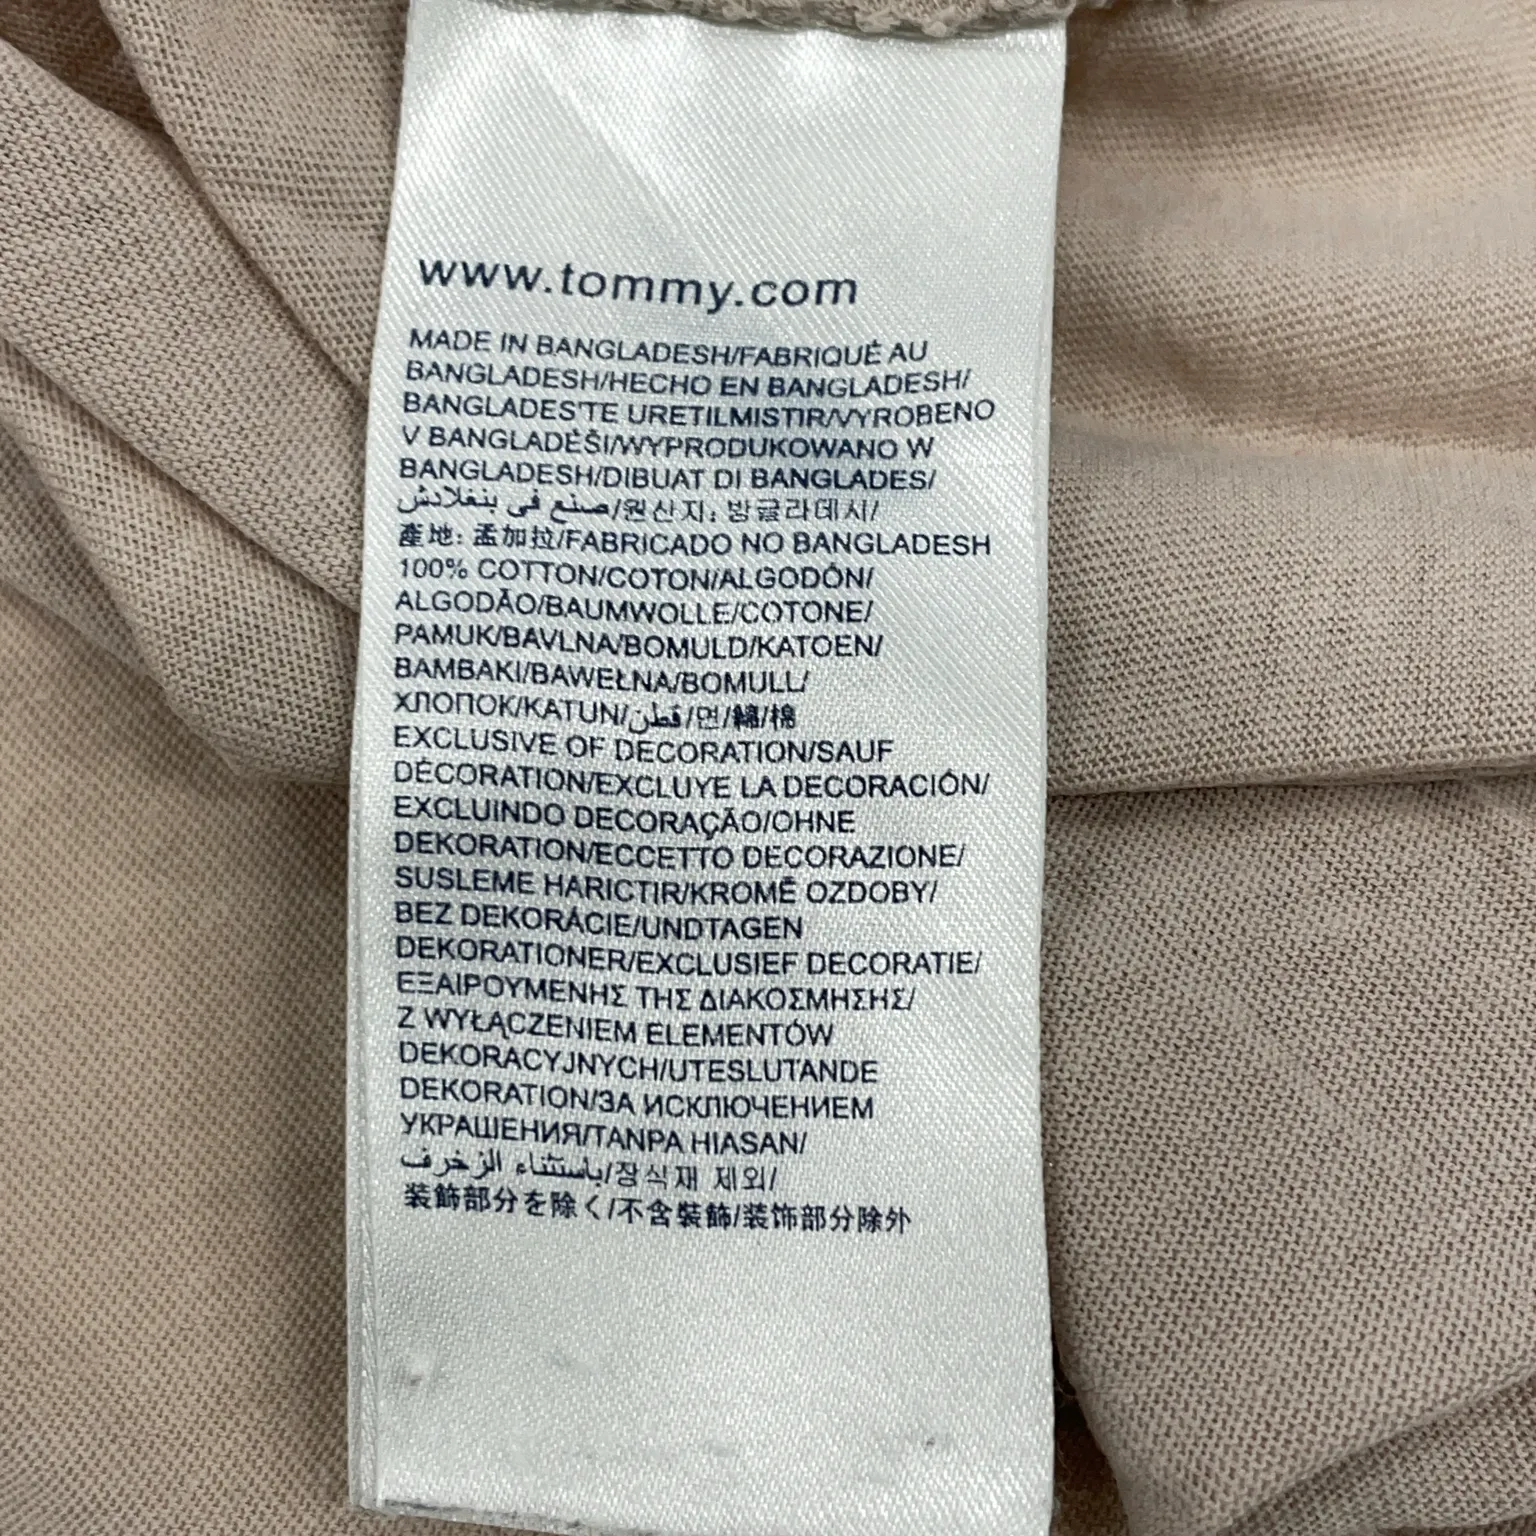 www.tommy.com
MADE IN BANGLADESH/FABRIQUÉ AU
BANGLADESH/HECHO EN BANGLADESH/
BANGLADES'TE URETILMISTIR/VYROBENO
V BANGLADÉŠI/WYPRODUKOWANO W
BANGLADESH/DIBUAT DI BANGLADES/
صنع في بنغلادش/원산지: 방글라데시/
產地: 孟加拉/FABRICADO NO BANGLADESH
100% COTTON/COTON/ALGODÓN/
ALGODÃO/BAUMWOLLE/COTONE/
PAMUK/BAVLNA/BOMULD/KATOEN/
BAMBAKI/BAWEŁNA/BOMULL/
ХЛОПОК/KATUN/قطن/면/綿/棉
EXCLUSIVE OF DECORATION/SAUF
DÉCORATION/EXCLUYE LA DECORACIÓN/
EXCLUINDO DECORAÇÃO/OHNE
DEKORATION/ECCETTO DECORAZIONE/
SUSLEME HARICTIR/KROMĚ OZDOBY/
BEZ DEKORÁCIE/UNDTAGEN
DEKORATIONER/EXCLUSIEF DECORATIE/
ΕΞΑΙΡΟΥΜΕΝΗΣ ΤΗΣ ΔΙΑΚΟΣΜΗΣΗΣ/
Z WYŁĄCZENIEM ELEMENTÓW
DEKORACYJNYCH/UTESLUTANDE
DEKORATION/ЗА ИСКЛЮЧЕНИЕМ
УКРАШЕНИЯ/TANPA HIASAN/
باستثناء الزخرف/장식재 제외/
装飾部分を除く/不含裝飾/装饰部分除外